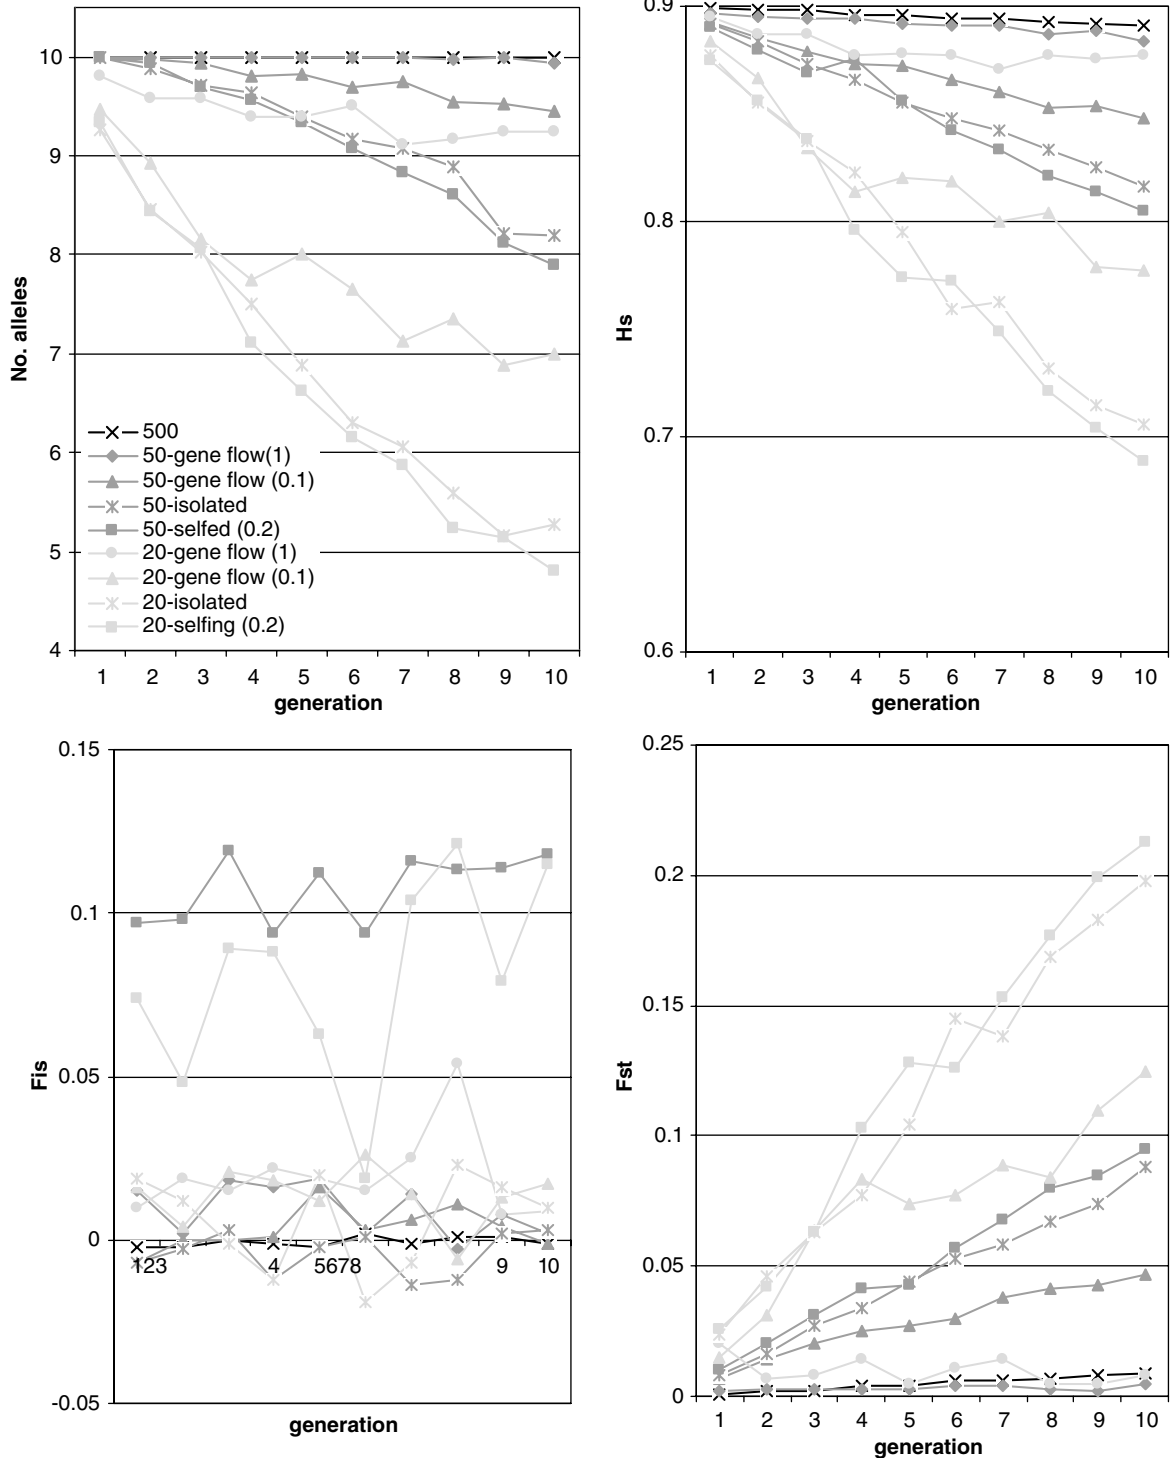 10
9
8
7
6
5
4
No. alleles
500
50-gene flow(1)
50-gene flow (0.1)
50-isolated
50-selfed (0.2)
20-gene flow (1)
20-gene flow (0.1)
20-isolated
20-selfing (0.2)
1 2 3 4 5 6 7 8 9 10
generation
0.9
0.8
0.7
0.6
Hs
1 2 3 4 5 6 7 8 9 10
generation
0.15
0.1
0.05
0
-0.05
Fis
123 4 5678 9 10
generation
0.25
0.2
0.15
0.1
0.05
0
Fst
1 2 3 4 5 6 7 8 9 10
generation